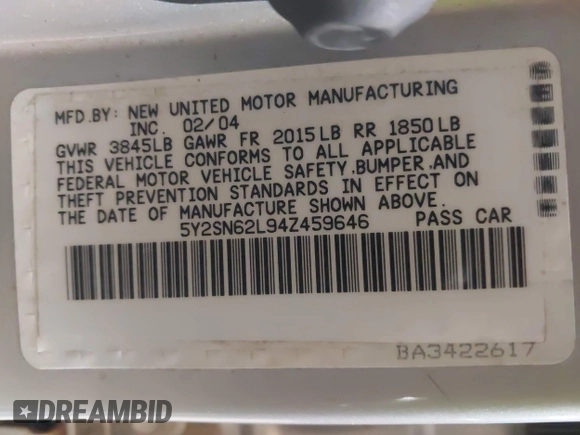 MFD.BY: NEW UNITED MOTOR MANUFACTURING
INC. 02/04
GVWR 3845LB GAWR FR 2015LB RR 1850LB
THIS VEHICLE CONFORMS TO ALL APPLICABLE
FEDERAL MOTOR VEHICLE SAFETY,BUMPER,AND
THEFT PREVENTION STANDARDS IN EFFECT ON
THE DATE OF MANUFACTURE SHOWN ABOVE.
5Y2SN62L94Z459646 PASS CAR
BA3422617
DREAMBID